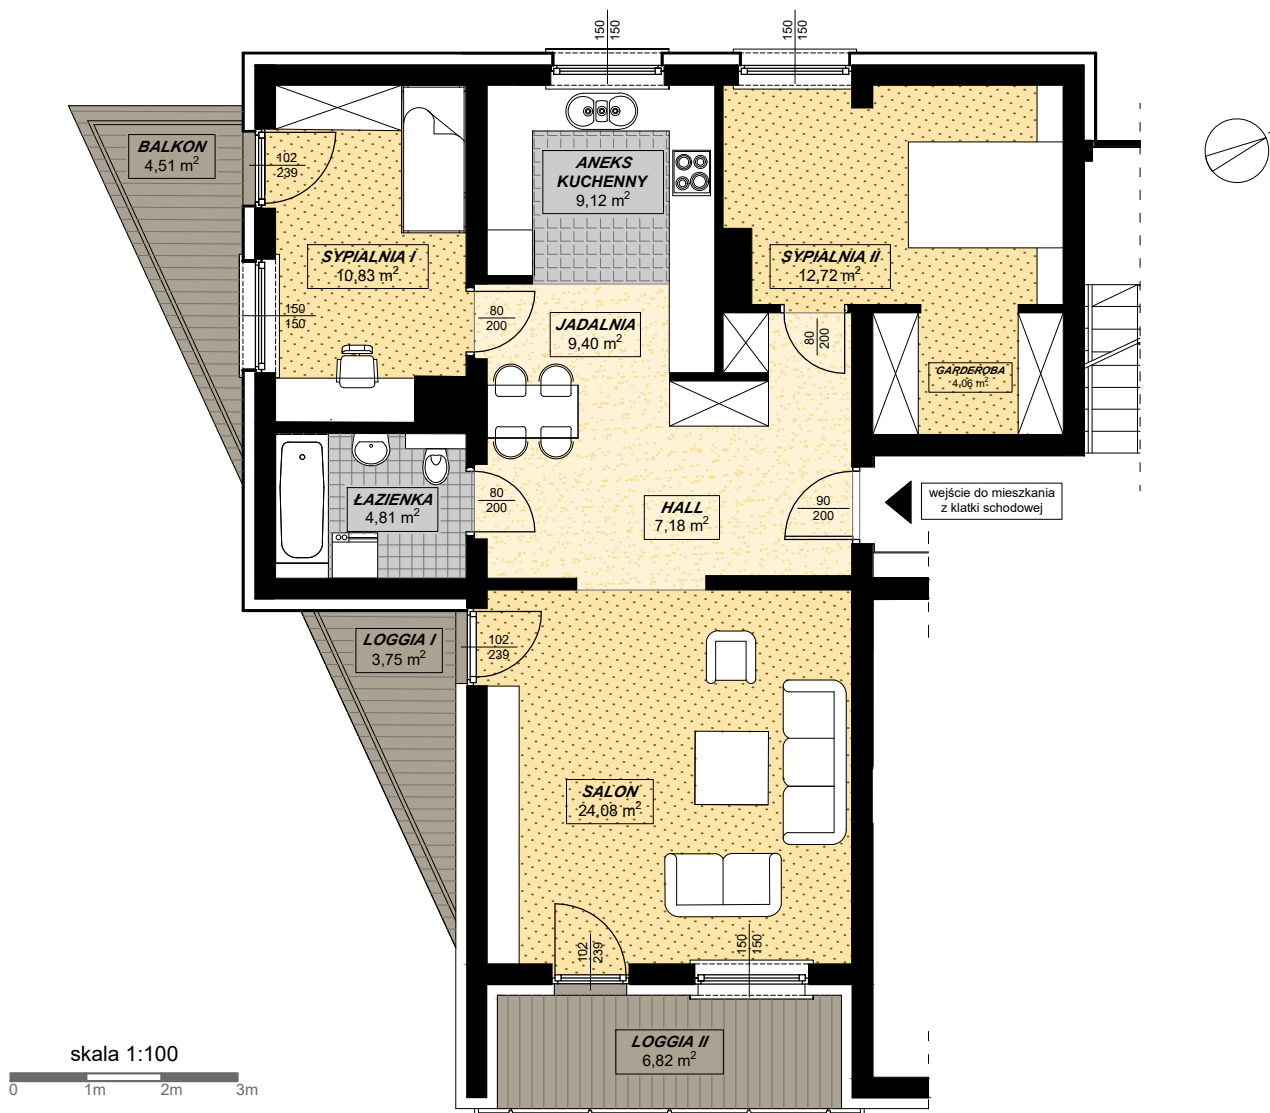 150
150
150
150
BALKON
4,51 m²
102
239
ANEKS
KUCHENNY
9,12 m²
SYPIALNIA I
10,83 m²
SYPIALNIA II
12,72 m²
150
150
80
200
JADALNIA
9,40 m²
80
200
GARDEROBA
4,06 m²
ŁAZIENKA
4,81 m²
80
200
HALL
7,18 m²
90
200
wejście do mieszkania
z klatki schodowej
LOGGIA I
3,75 m²
102
239
SALON
24,08 m²
102
239
150
150
LOGGIA II
6,82 m²
skala 1:100
0 1m 2m 3m